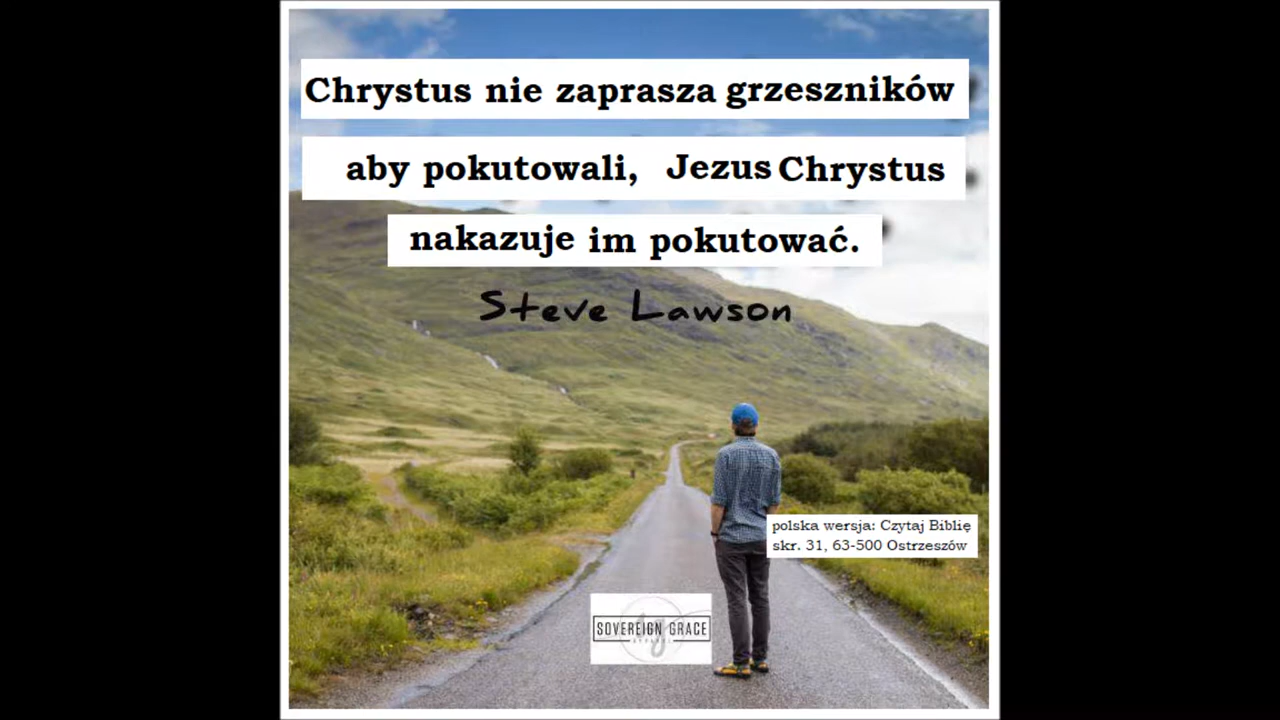 Chrystus nie zaprasza grzeszników
aby pokutowali, Jezus Chrystus
nakazuje im pokutować.
Steve Lawson
polska wersja: Czytaj Biblię
skr. 31, 63-500 Ostrzeszów
SOVEREIGN GRACE
APPAREL